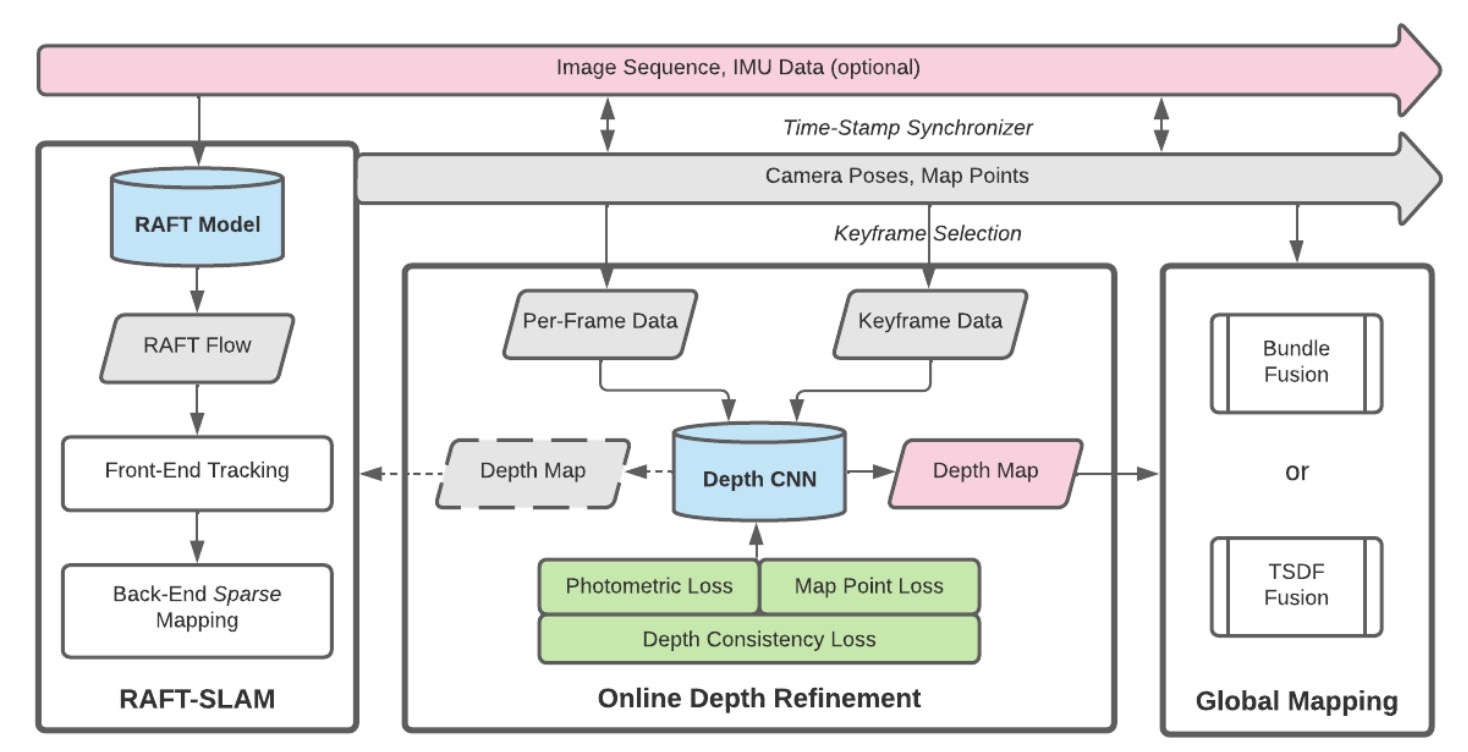 Image Sequence, IMU Data (optional)
Time-Stamp Synchronizer
Camera Poses, Map Points
Keyframe Selection
RAFT Model
RAFT Flow
Front-End Tracking
Back-End Sparse
Mapping
RAFT-SLAM
Per-Frame Data
Keyframe Data
Depth Map
Depth CNN
Depth Map
Photometric Loss
Map Point Loss
Depth Consistency Loss
Online Depth Refinement
Bundle
Fusion
or
TSDF
Fusion
Global Mapping